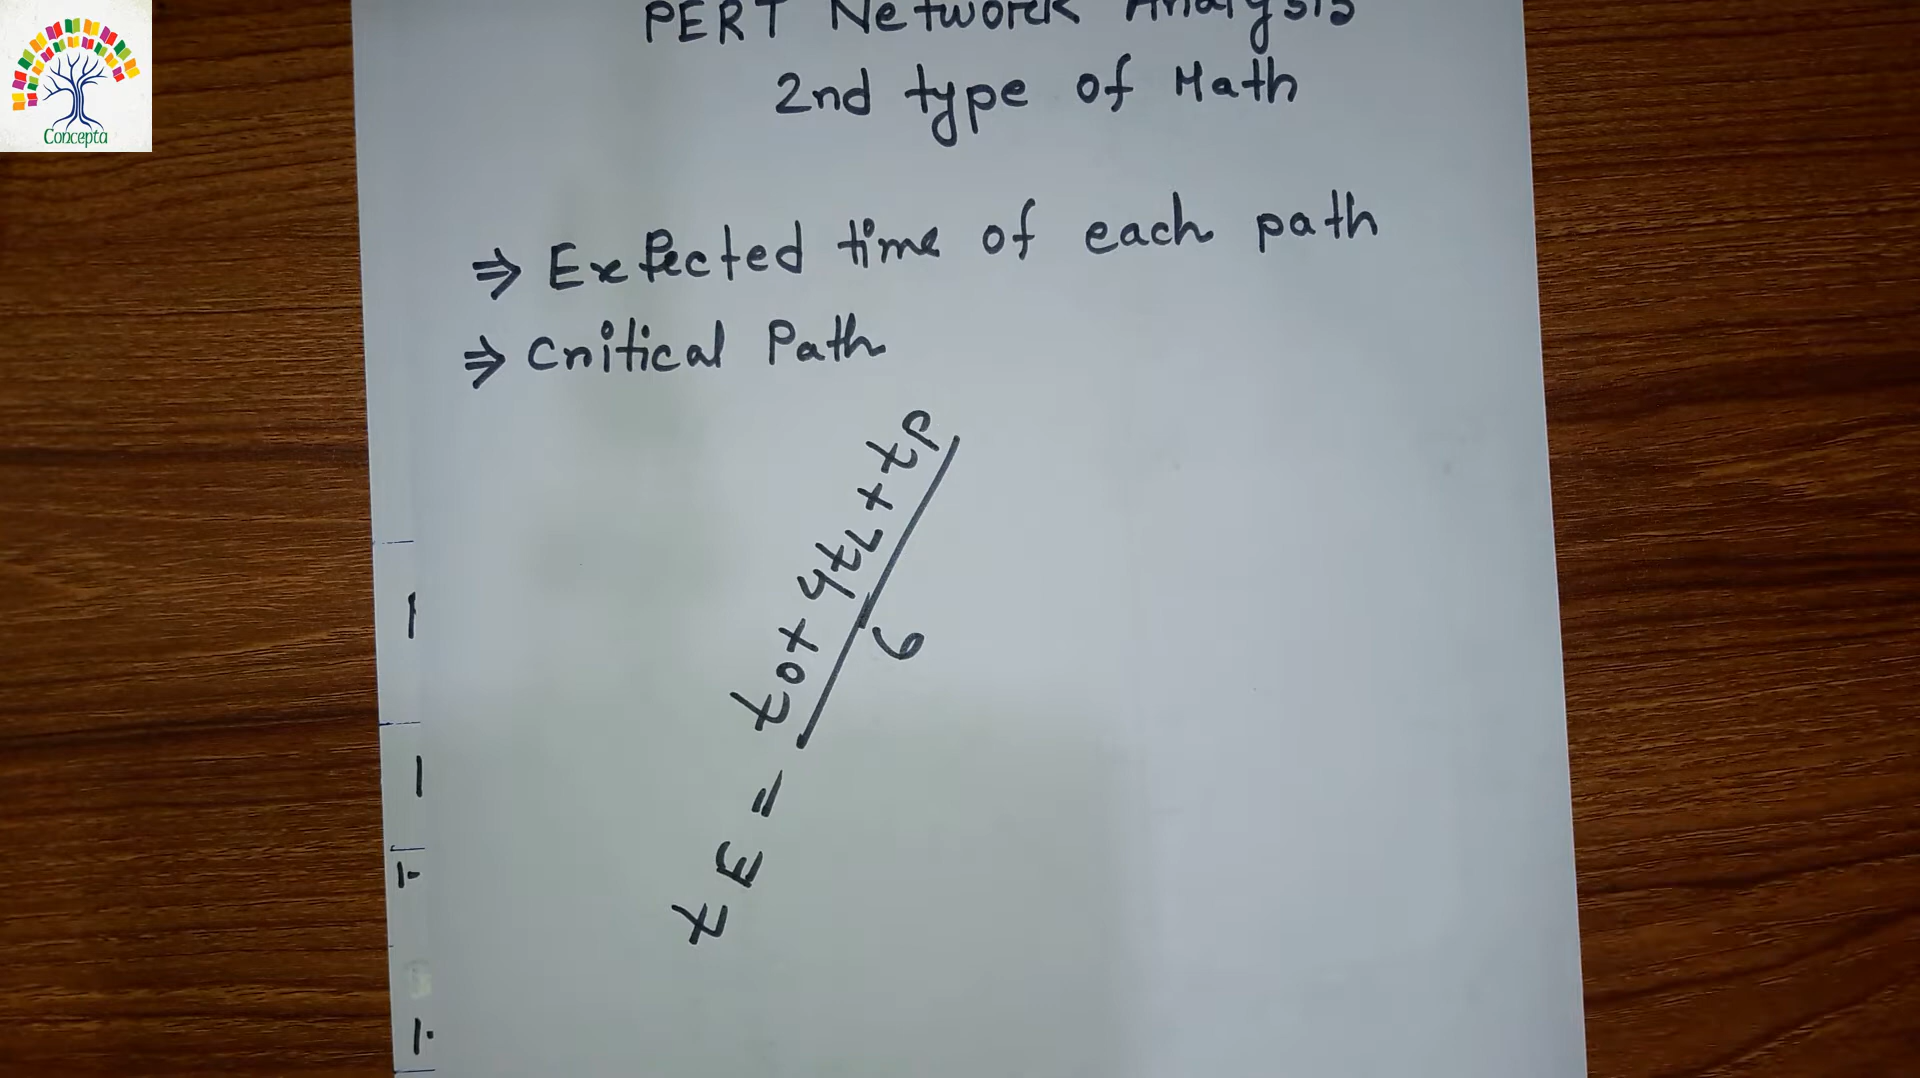 Concepta
PERT Network Analysis
2nd type of Math
⇒ Expected time of each path
⇒ Critical Path
tE = to + 4tL + tP
6